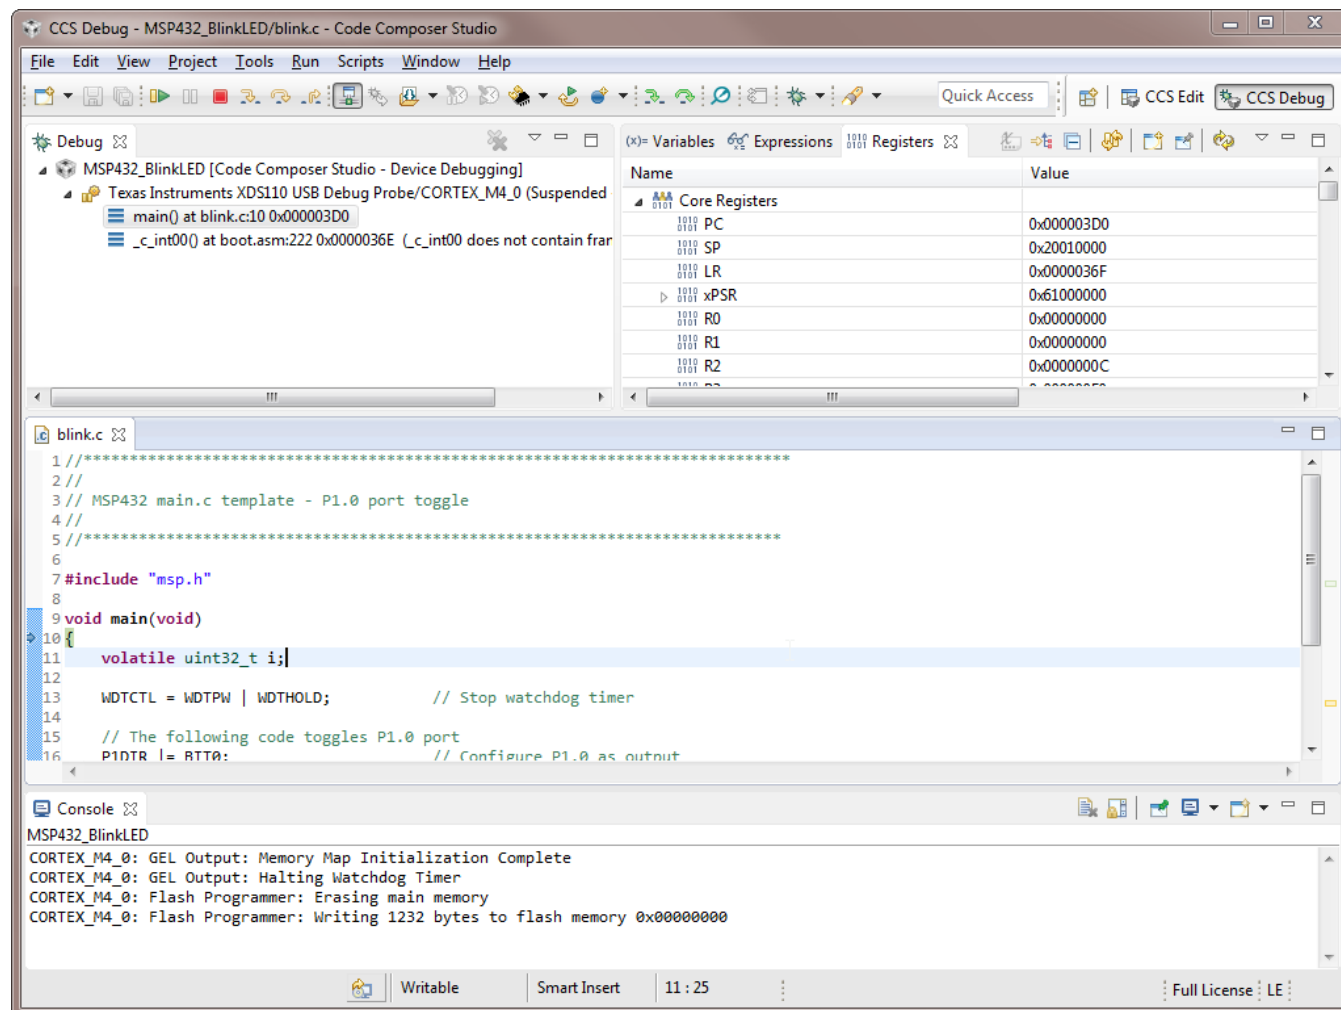 CCS Debug - MSP432_BlinkLED/blink.c - Code Composer Studio
File Edit View Project Tools Run Scripts Window Help
Quick Access CCS Edit CCS Debug
Debug
MSP432_BlinkLED [Code Composer Studio - Device Debugging]
Texas Instruments XDS110 USB Debug Probe/CORTEX_M4_0 (Suspended
main() at blink.c:10 0x000003D0
_c_int00() at boot.asm:222 0x0000036E (_c_int00 does not contain frar
(x)= Variables Expressions Registers
Name Value
Core Registers
PC 0x000003D0
SP 0x20010000
LR 0x0000036F
xPSR 0x61000000
R0 0x00000000
R1 0x00000000
R2 0x0000000C
blink.c
1 //*****************************************************************************
2 //
3 // MSP432 main.c template - P1.0 port toggle
4 //
5 //****************************************************************************
6
7 #include "msp.h"
8
9 void main(void)
10 {
11 volatile uint32_t i;
12
13 WDTCTL = WDTPW | WDTHOLD; // Stop watchdog timer
14
15 // The following code toggles P1.0 port
16 P1DIR |= BIT0; // Configure P1.0 as output
Console
MSP432_BlinkLED
CORTEX_M4_0: GEL Output: Memory Map Initialization Complete
CORTEX_M4_0: GEL Output: Halting Watchdog Timer
CORTEX_M4_0: Flash Programmer: Erasing main memory
CORTEX_M4_0: Flash Programmer: Writing 1232 bytes to flash memory 0x00000000
Writable Smart Insert 11 : 25 Full License LE